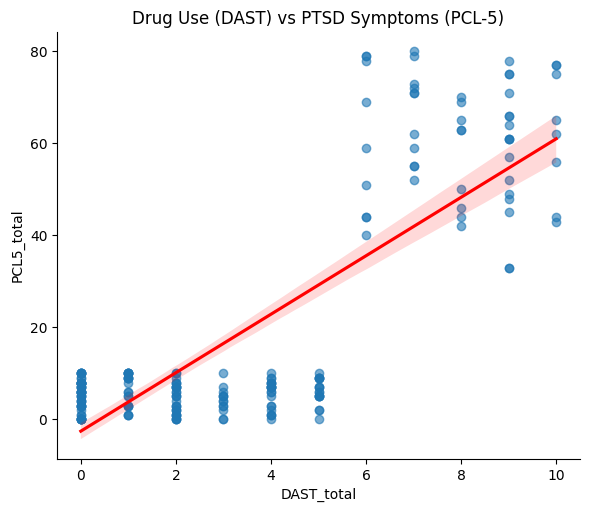 Drug Use (DAST) vs PTSD Symptoms (PCL-5)
80
60
40
20
0
PCL5_total
0 2 4 6 8 10
DAST_total